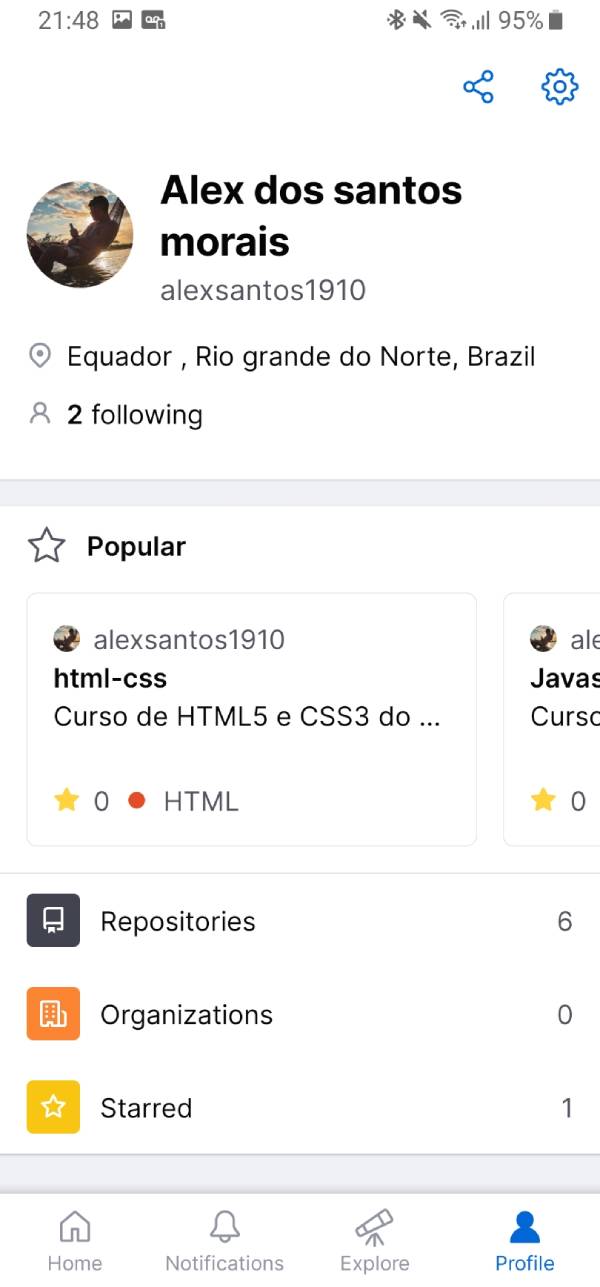 21:48 95%
Alex dos santos
morais
alexsantos1910
Equador , Rio grande do Norte, Brazil
2 following
Popular
alexsantos1910
html-css
Curso de HTML5 e CSS3 do ...
0 HTML
ale
Javas
Curso
0
Repositories 6
Organizations 0
Starred 1
Home Notifications Explore Profile